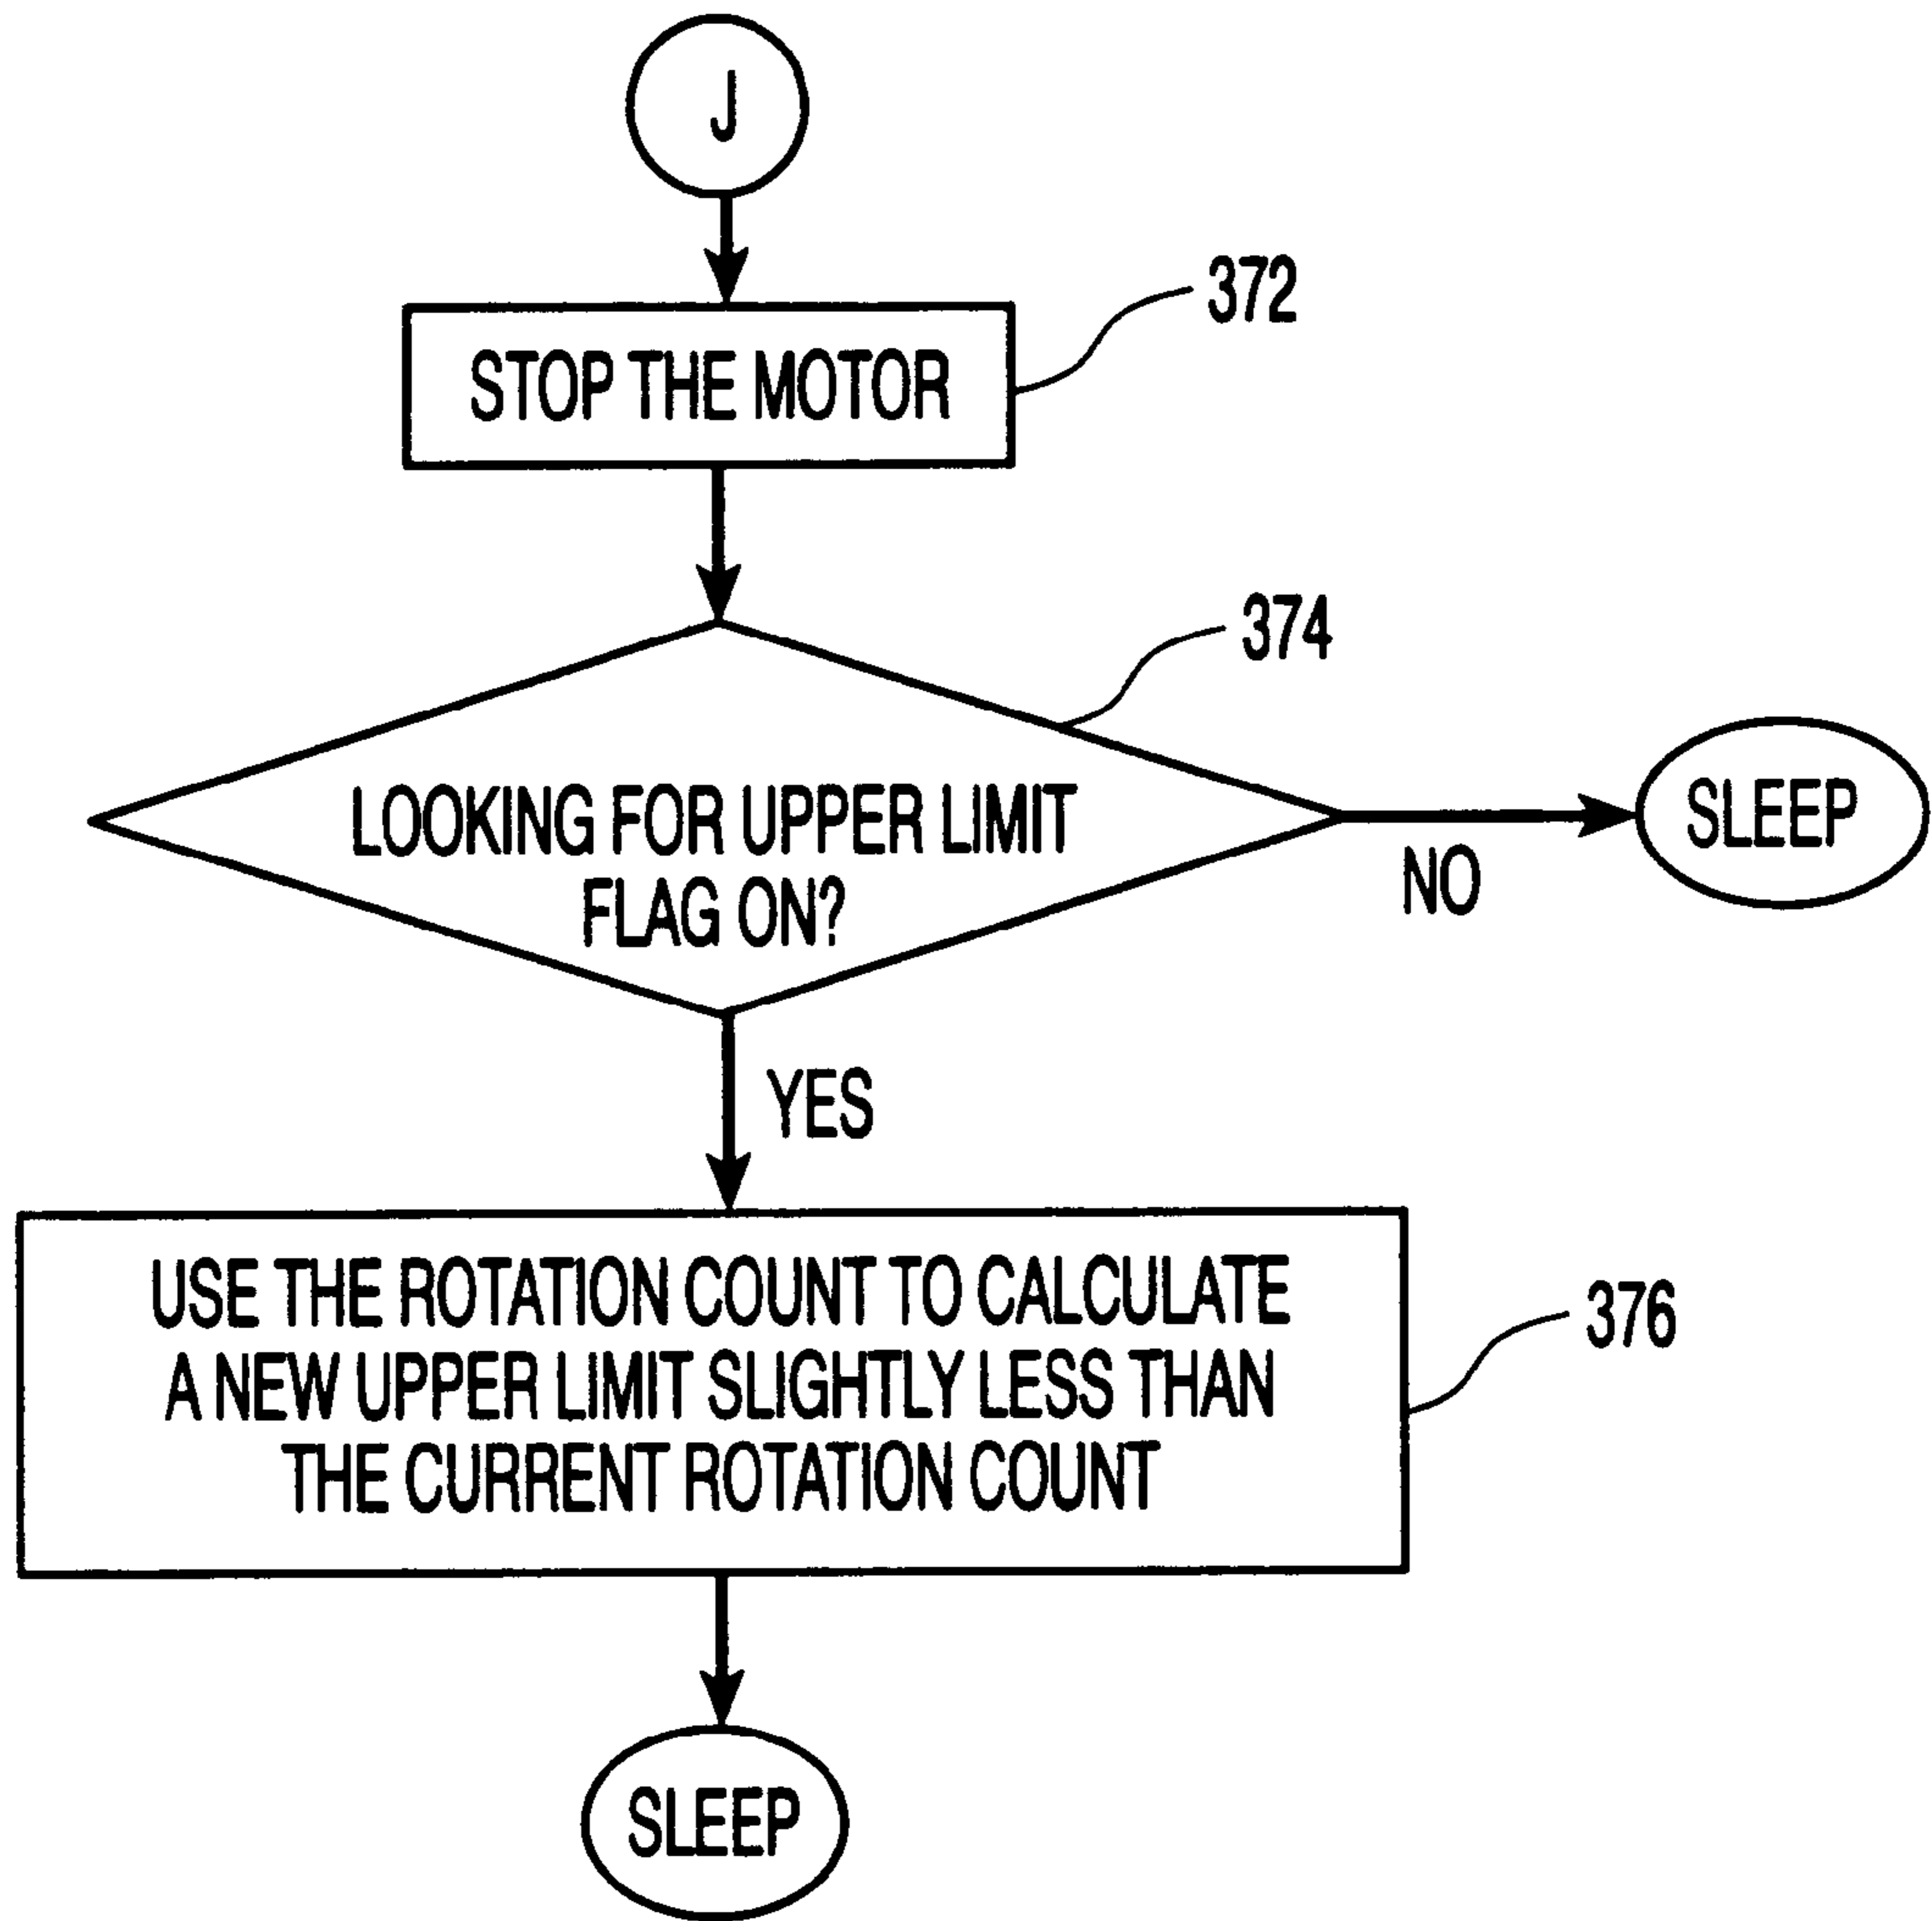 J
372
STOP THE MOTOR
374
LOOKING FOR UPPER LIMIT
FLAG ON?
SLEEP
NO
YES
USE THE ROTATION COUNT TO CALCULATE
A NEW UPPER LIMIT SLIGHTLY LESS THAN
THE CURRENT ROTATION COUNT
376
SLEEP